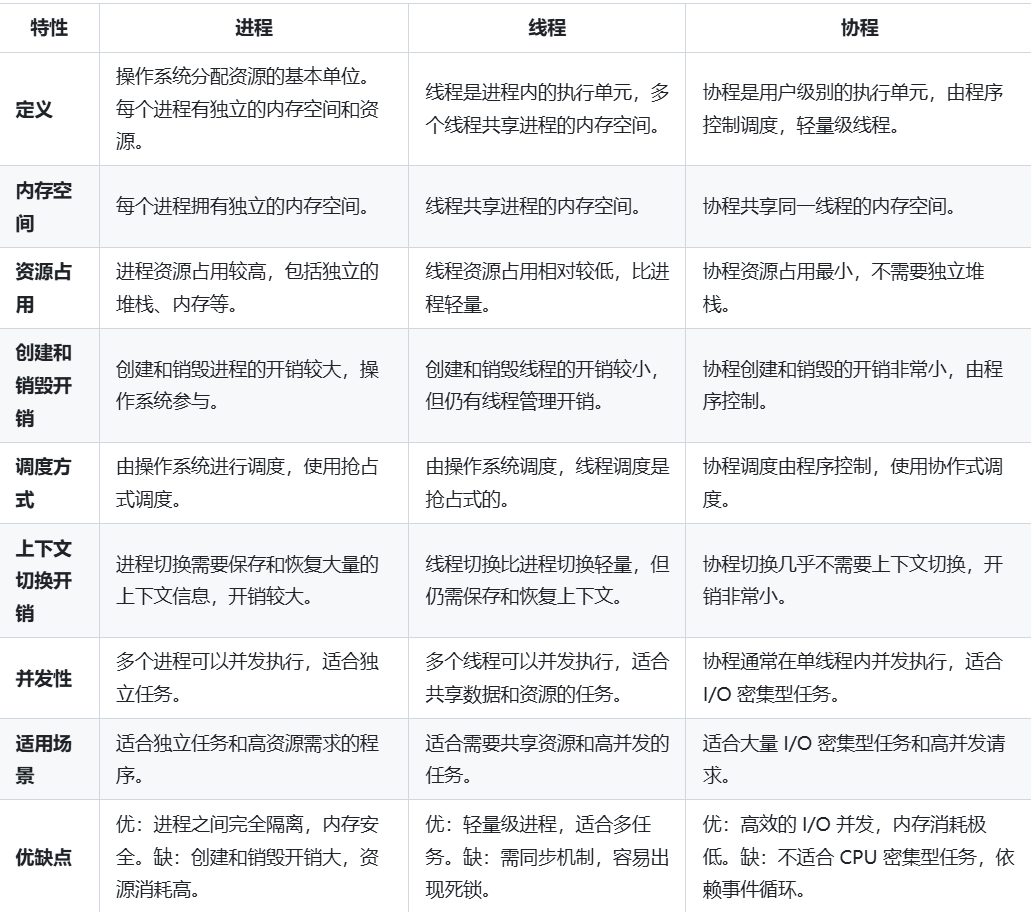 特性 进程 线程 协程
定义
操作系统分配资源的基本单位。
每个进程有独立的内存空间和资
源。
线程是进程内的执行单元，多
个线程共享进程的内存空间。
协程是用户级别的执行单元，由程序
控制调度，轻量级线程。
内存空
间
每个进程拥有独立的内存空间。
线程共享进程的内存空间。
协程共享同一线程的内存空间。
资源占
用
进程资源占用较高，包括独立的
堆栈、内存等。
线程资源占用相对较低，比进
程轻量。
协程资源占用最小，不需要独立堆
栈。
创建和
销毁开
销
创建和销毁进程的开销较大，操
作系统参与。
创建和销毁线程的开销较小，
但仍有线程管理开销。
协程创建和销毁的开销非常小，由程
序控制。
调度方
式
由操作系统进行调度，使用抢占
式调度。
由操作系统调度，线程调度是
抢占式的。
协程调度由程序控制，使用协作式调
度。
上下文
切换开
销
进程切换需要保存和恢复大量的
上下文信息，开销较大。
线程切换比进程切换轻量，但
仍需保存和恢复上下文。
协程切换几乎不需要上下文切换，开
销非常小。
并发性
多个进程可以并发执行，适合独
立任务。
多个线程可以并发执行，适合
共享数据和资源的任务。
协程通常在单线程内并发执行，适合
I/O 密集型任务。
适用场
景
适合独立任务和高资源需求的程
序。
适合需要共享资源和高并发的
任务。
适合大量 I/O 密集型任务和高并发请
求。
优缺点
优：进程之间完全隔离，内存安
全。缺：创建和销毁开销大，资
源消耗高。
优：轻量级进程，适合多任
务。缺：需同步机制，容易出
现死锁。
优：高效的 I/O 并发，内存消耗极
低。缺：不适合 CPU 密集型任务，依
赖事件循环。